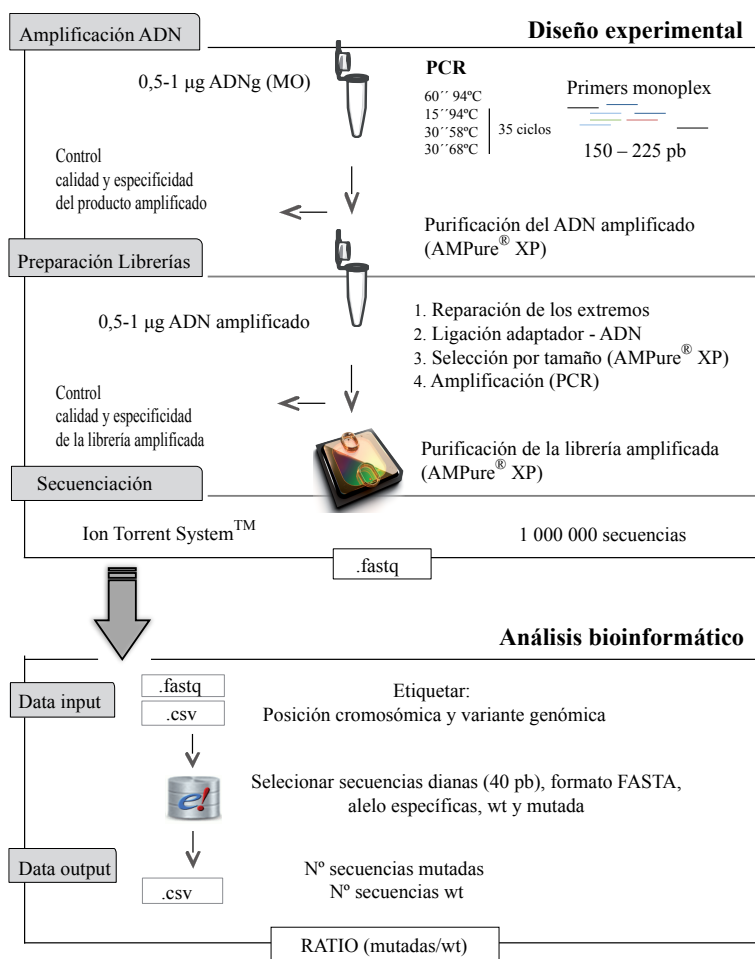 Amplificación ADN
Diseño experimental
0,5-1 µg ADNg (MO)
PCR
60´´ 94ºC
15´´94ºC
30´´58ºC
30´´68ºC
35 ciclos
Primers monoplex
150 – 225 pb
Control
calidad y especificidad
del producto amplificado
Purificación del ADN amplificado
(AMPure® XP)
Preparación Librerías
0,5-1 µg ADN amplificado
1. Reparación de los extremos
2. Ligación adaptador - ADN
3. Selección por tamaño (AMPure® XP)
4. Amplificación (PCR)
Control
calidad y especificidad
de la librería amplificada
Purificación de la librería amplificada
(AMPure® XP)
Secuenciación
Ion Torrent System™
1 000 000 secuencias
.fastq
Análisis bioinformático
Data input
.fastq
.csv
Etiquetar:
Posición cromosómica y variante genómica
e!
Selecionar secuencias dianas (40 pb), formato FASTA,
alelo específicas, wt y mutada
Data output
.csv
Nº secuencias mutadas
Nº secuencias wt
RATIO (mutadas/wt)